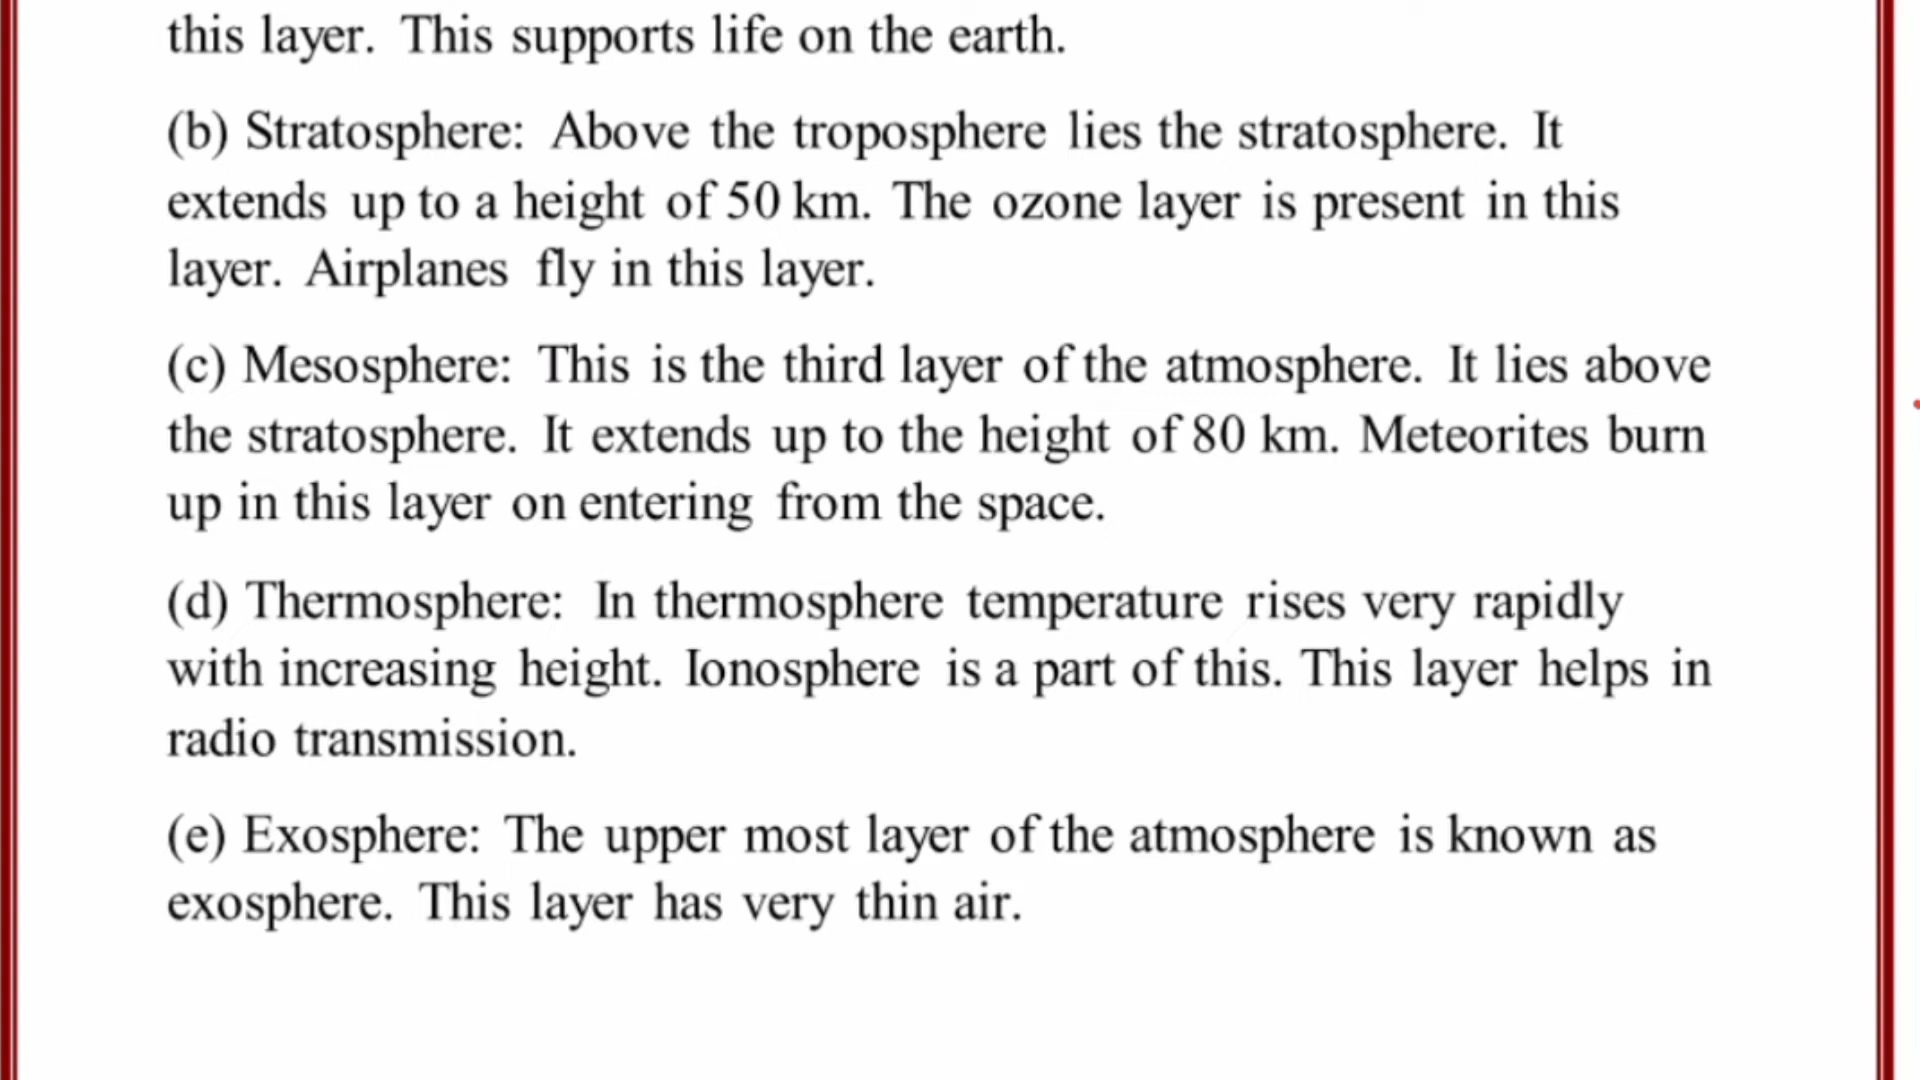 this layer. This supports life on the earth.
(b) Stratosphere: Above the troposphere lies the stratosphere. It
extends up to a height of 50 km. The ozone layer is present in this
layer. Airplanes fly in this layer.
(c) Mesosphere: This is the third layer of the atmosphere. It lies above
the stratosphere. It extends up to the height of 80 km. Meteorites burn
up in this layer on entering from the space.
(d) Thermosphere: In thermosphere temperature rises very rapidly
with increasing height. Ionosphere is a part of this. This layer helps in
radio transmission.
(e) Exosphere: The upper most layer of the atmosphere is known as
exosphere. This layer has very thin air.